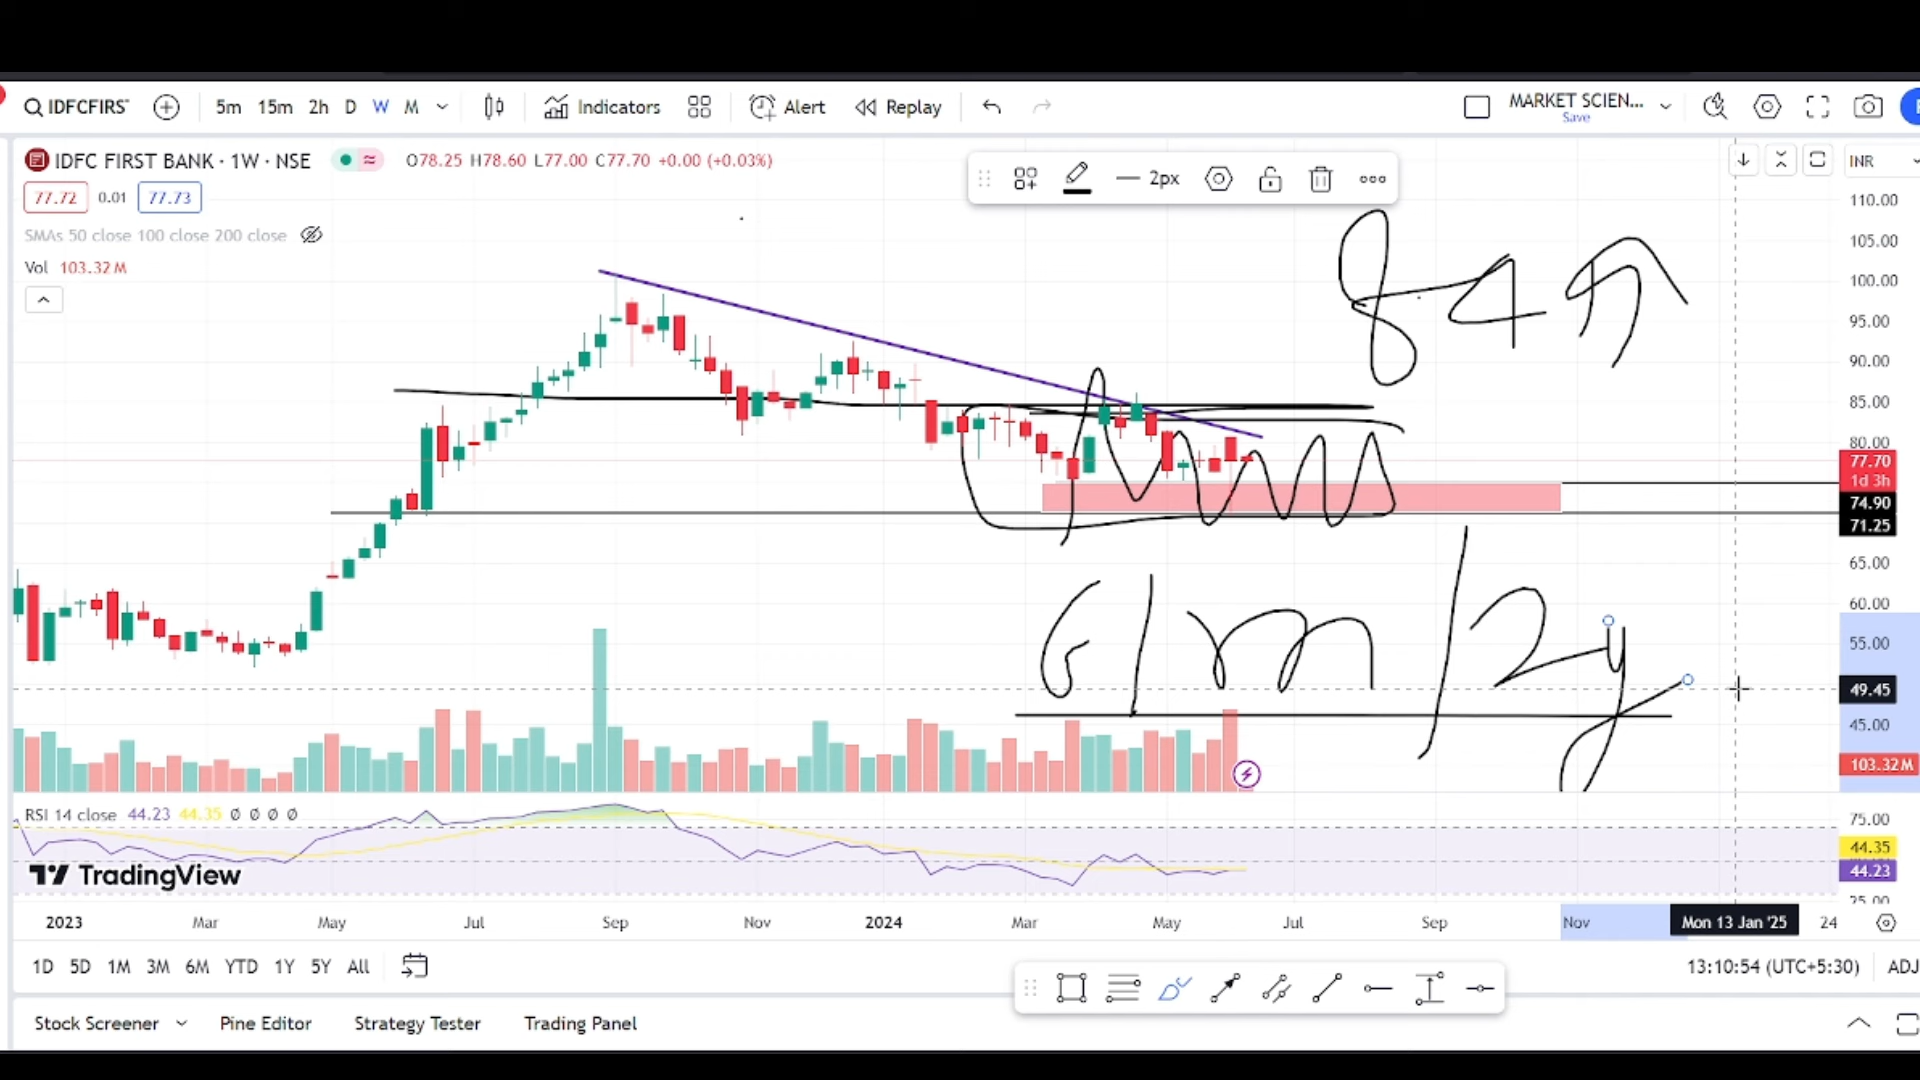 IDFCFIRS
5m 15m 2h D W M Indicators Alert Replay
MARKET SCIEN...
Save
IDFC FIRST BANK · 1W · NSE
O78.25 H78.60 L77.00 C77.70 +0.00 (+0.03%)
2px
INR
77.72 0.01 77.73
SMAs 50 close 100 close 200 close
Vol 103.32 M
110.00
105.00
100.00
95.00
90.00
85.00
80.00
77.70
1d 3h
74.90
71.25
65.00
60.00
55.00
49.45
45.00
103.32 M
84
6/m/2y
RSI 14 close 44.23 44.35 Ø Ø Ø Ø
75.00
44.35
44.23
25.00
TradingView
2023 Mar May Jul Sep Nov 2024 Mar May Jul Sep Nov Mon 13 Jan '25 24
1D 5D 1M 3M 6M YTD 1Y 5Y All
13:10:54 (UTC+5:30) ADJ
Stock Screener Pine Editor Strategy Tester Trading Panel